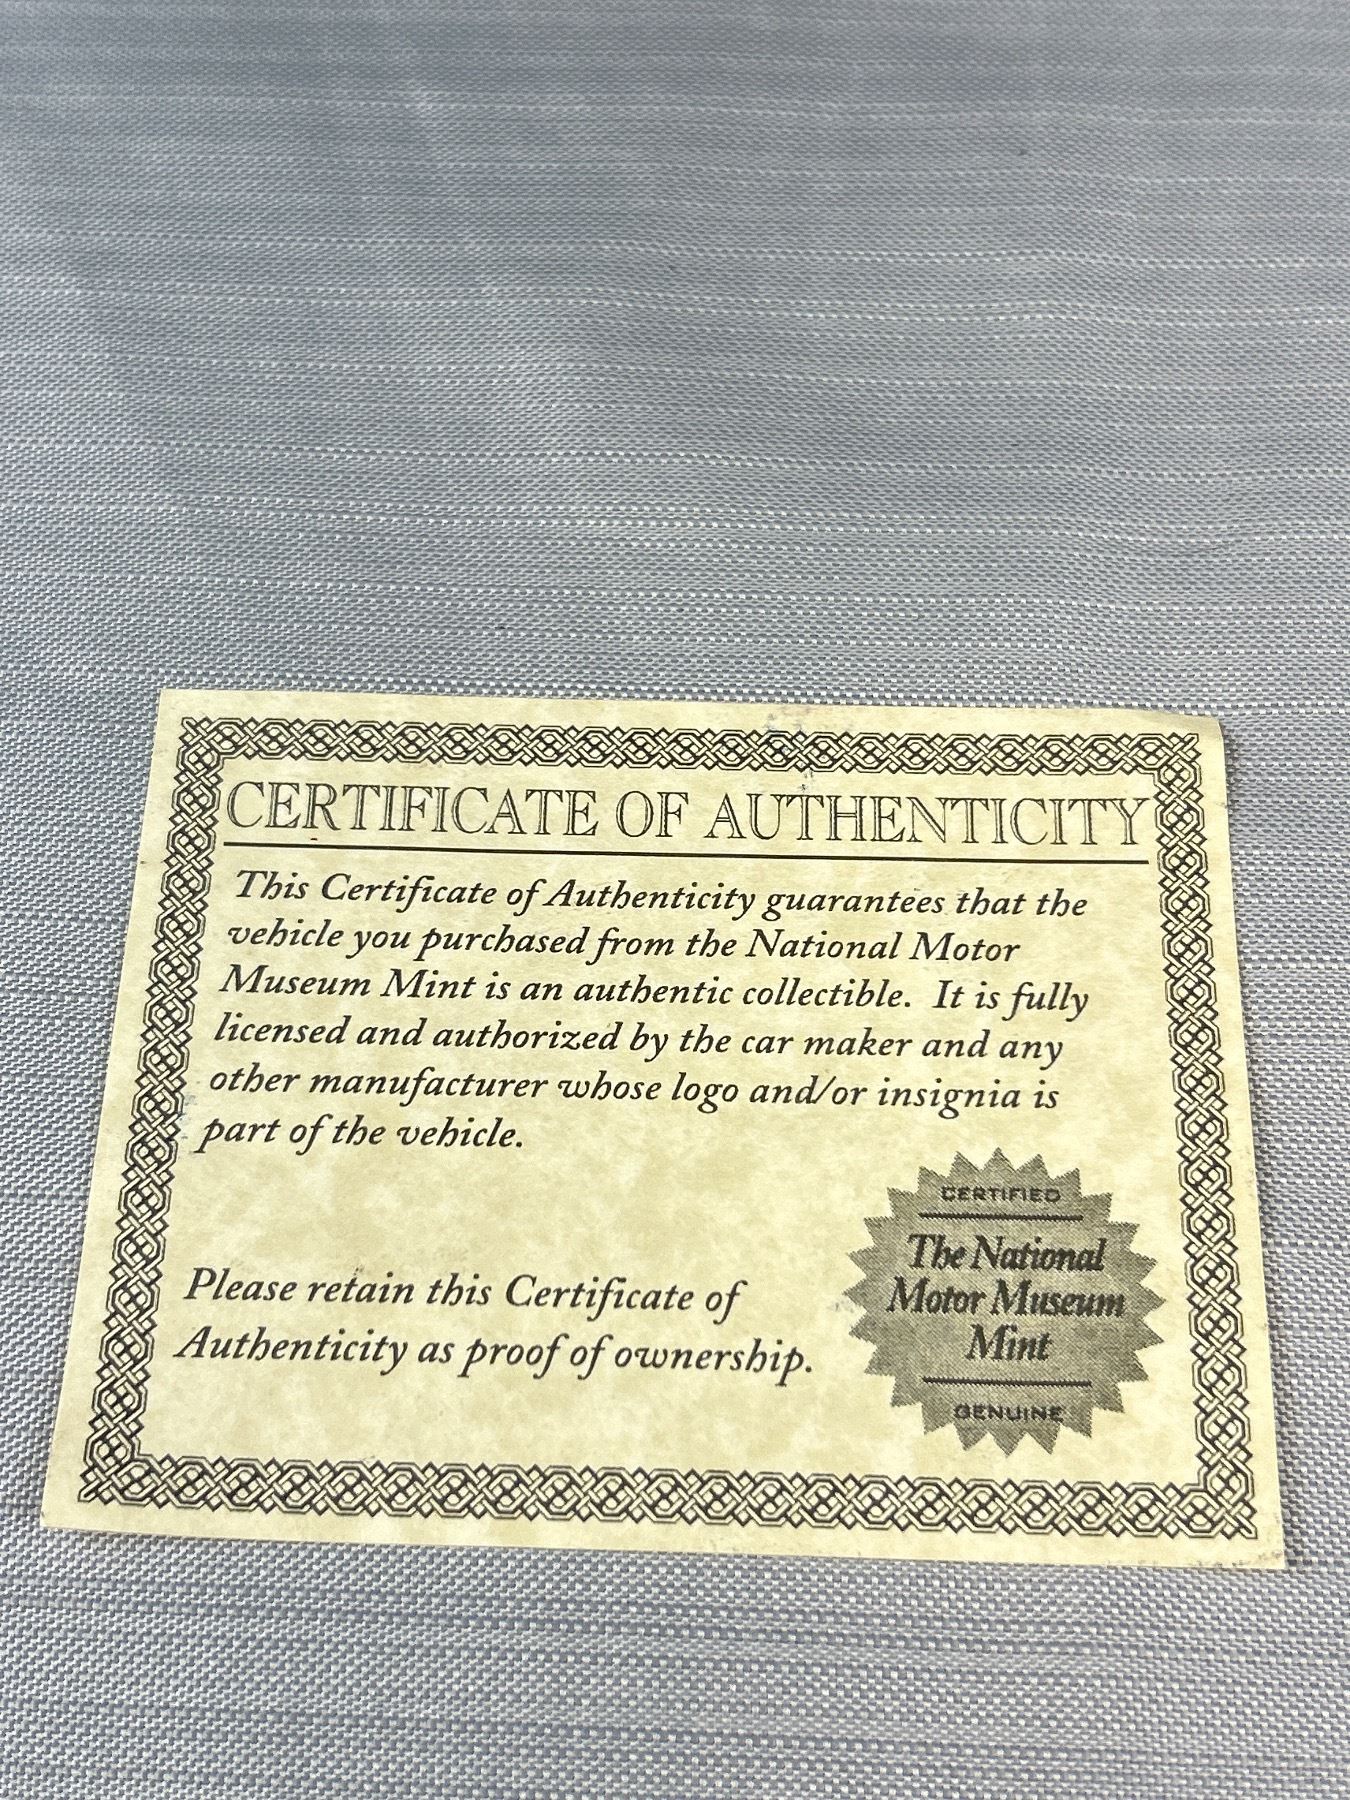 CERTIFICATE OF AUTHENTICITY
This Certificate of Authenticity guarantees that the
vehicle you purchased from the National Motor
Museum Mint is an authentic collectible. It is fully
licensed and authorized by the car maker and any
other manufacturer whose logo and/or insignia is
part of the vehicle.
Please retain this Certificate of
Authenticity as proof of ownership.
CERTIFIED
The National
Motor Museum
Mint
GENUINE